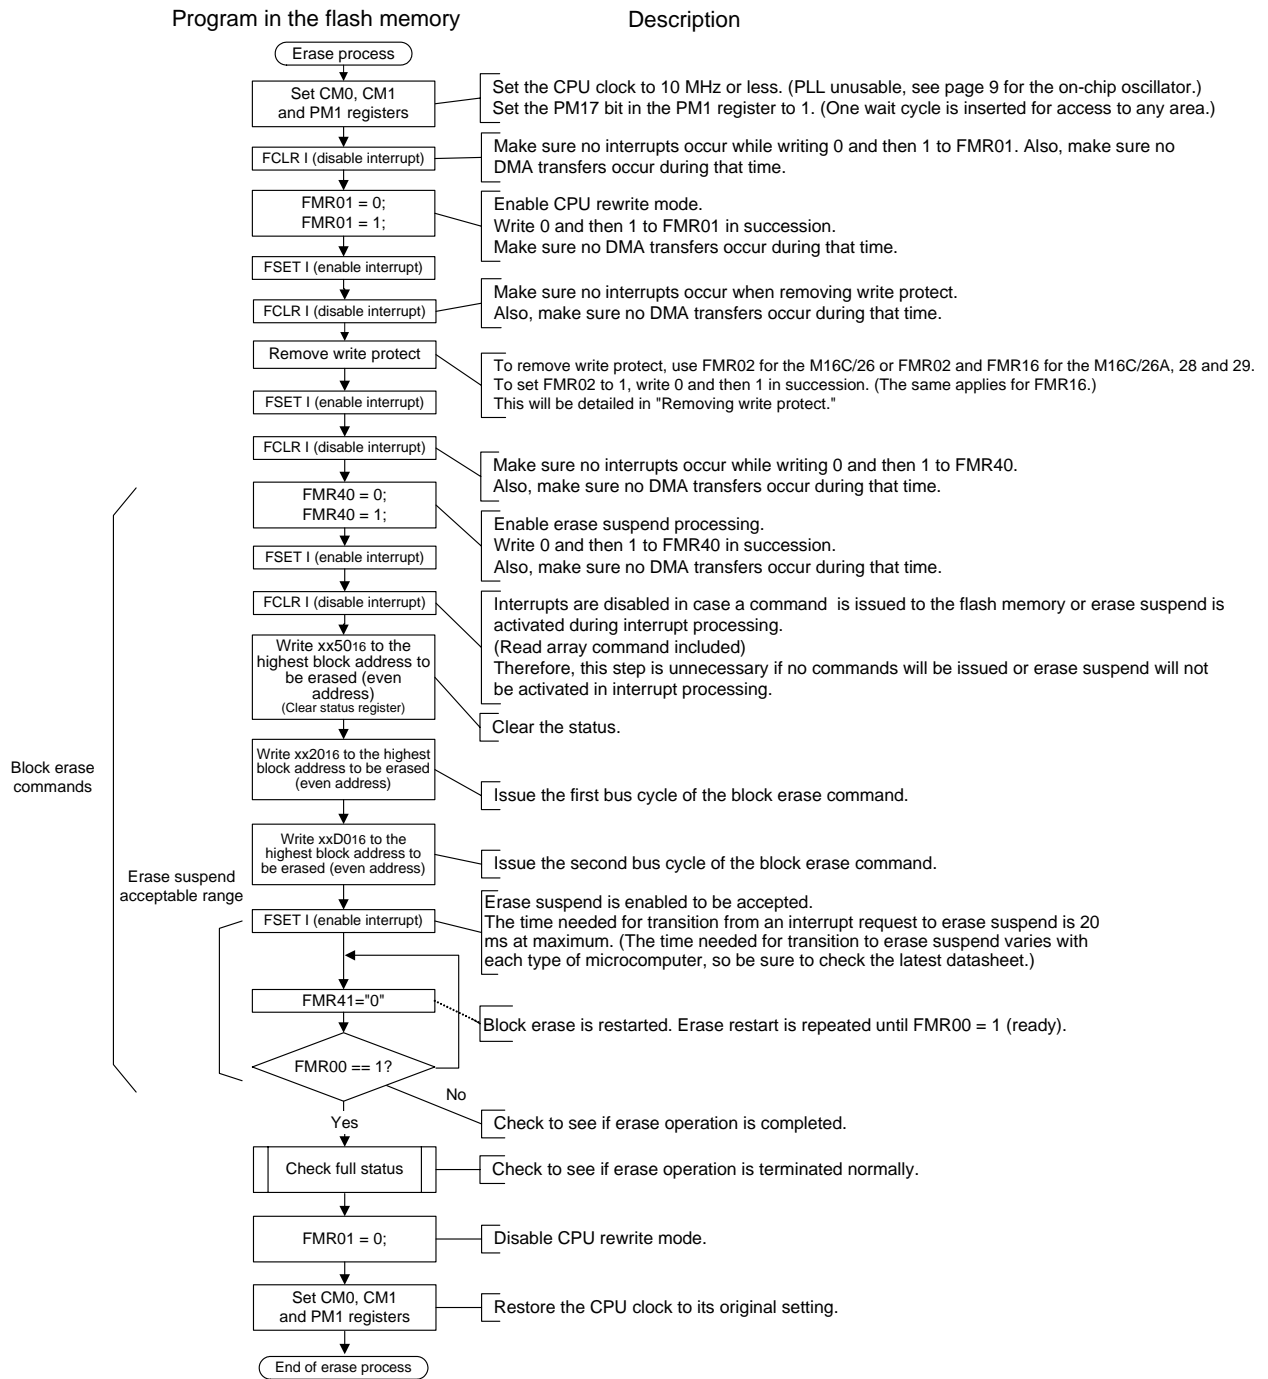 Program in the flash memory
Description
Erase process
Set CM0, CM1
and PM1 registers
Set the CPU clock to 10 MHz or less. (PLL unusable, see page 9 for the on-chip oscillator.)
Set the PM17 bit in the PM1 register to 1. (One wait cycle is inserted for access to any area.)
FCLR I (disable interrupt)
Make sure no interrupts occur while writing 0 and then 1 to FMR01. Also, make sure no
DMA transfers occur during that time.
FMR01 = 0;
FMR01 = 1;
Enable CPU rewrite mode.
Write 0 and then 1 to FMR01 in succession.
Make sure no DMA transfers occur during that time.
FSET I (enable interrupt)
FCLR I (disable interrupt)
Make sure no interrupts occur when removing write protect.
Also, make sure no DMA transfers occur during that time.
Remove write protect
To remove write protect, use FMR02 for the M16C/26 or FMR02 and FMR16 for the M16C/26A, 28 and 29.
To set FMR02 to 1, write 0 and then 1 in succession. (The same applies for FMR16.)
This will be detailed in "Removing write protect."
FSET I (enable interrupt)
FCLR I (disable interrupt)
Make sure no interrupts occur while writing 0 and then 1 to FMR40.
Also, make sure no DMA transfers occur during that time.
FMR40 = 0;
FMR40 = 1;
Enable erase suspend processing.
Write 0 and then 1 to FMR40 in succession.
Also, make sure no DMA transfers occur during that time.
FSET I (enable interrupt)
FCLR I (disable interrupt)
Interrupts are disabled in case a command is issued to the flash memory or erase suspend is
activated during interrupt processing.
(Read array command included)
Therefore, this step is unnecessary if no commands will be issued or erase suspend will not
be activated in interrupt processing.
Write xx5016 to the
highest block address to
be erased (even
address)
(Clear status register)
Clear the status.
Block erase
commands
Write xx2016 to the highest
block address to be erased
(even address)
Issue the first bus cycle of the block erase command.
Write xxD016 to the
highest block address to
be erased (even address)
Issue the second bus cycle of the block erase command.
Erase suspend
acceptable range
FSET I (enable interrupt)
Erase suspend is enabled to be accepted.
The time needed for transition from an interrupt request to erase suspend is 20
ms at maximum. (The time needed for transition to erase suspend varies with
each type of microcomputer, so be sure to check the latest datasheet.)
FMR41="0"
Block erase is restarted. Erase restart is repeated until FMR00 = 1 (ready).
FMR00 == 1?
No
Yes
Check to see if erase operation is completed.
Check full status
Check to see if erase operation is terminated normally.
FMR01 = 0;
Disable CPU rewrite mode.
Set CM0, CM1
and PM1 registers
Restore the CPU clock to its original setting.
End of erase process